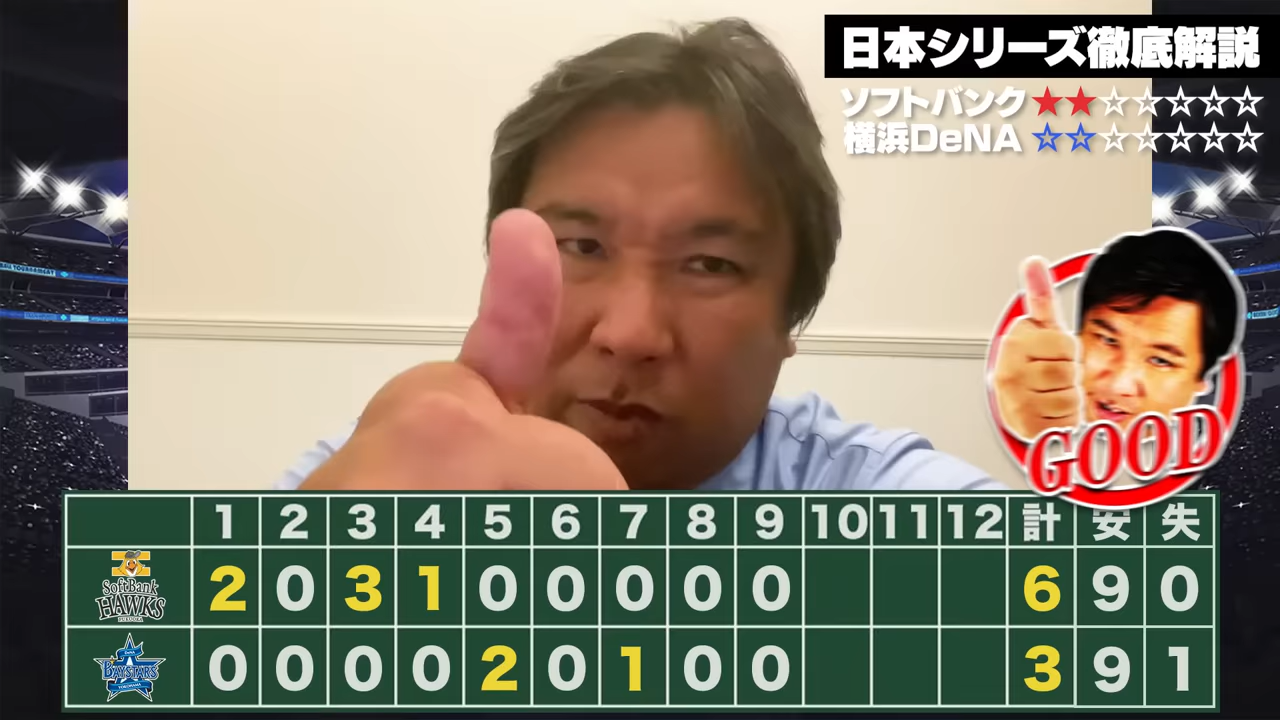 日本シリーズ徹底解説
ソフトバンク ★★☆☆☆☆☆
横浜DeNA ☆☆☆☆☆☆☆
GOOD
1 2 3 4 5 6 7 8 9 10 11 12 計 安 失
SoftBank HAWKS 2 0 3 1 0 0 0 0 0 6 9 0
BAYSTARS 0 0 0 0 2 0 1 0 0 3 9 1